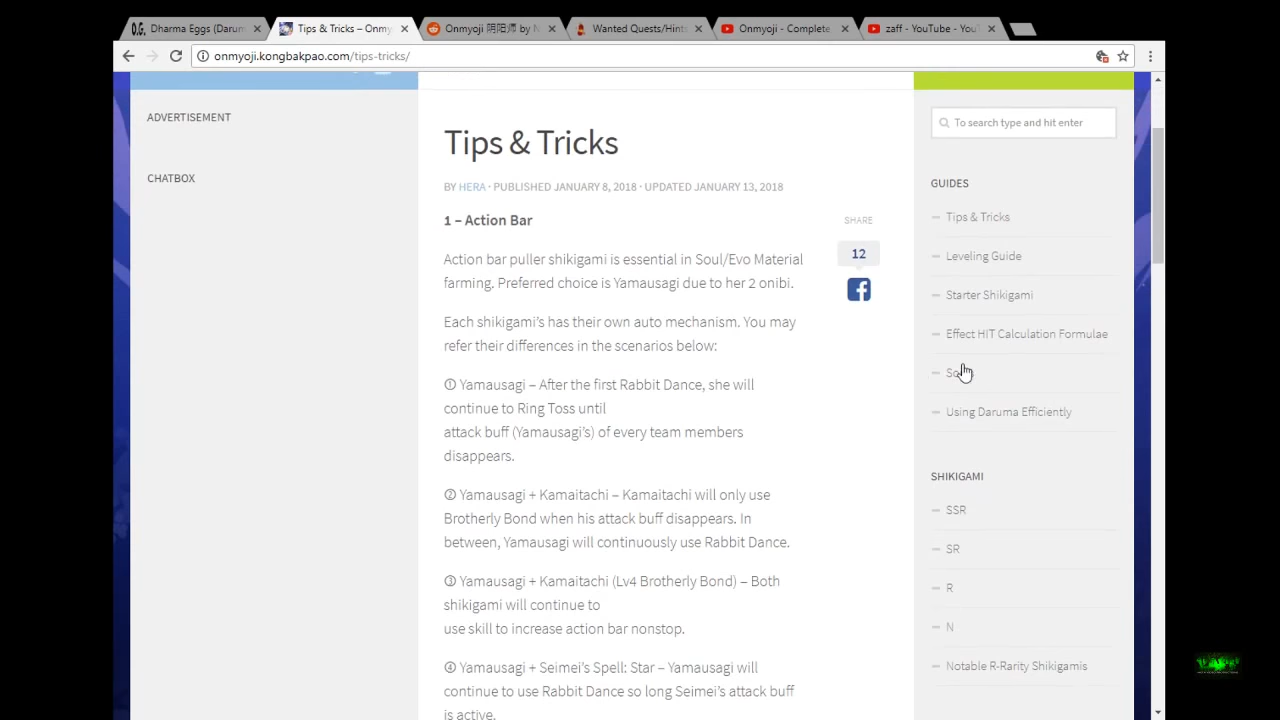 Dharma Eggs (Darum
Tips & Tricks – Onmy
Onmyoji 阴阳师 by N
Wanted Quests/Hints
Onmyoji - Complete
zaff - YouTube - You
onmyoji.kongbakpao.com/tips-tricks/
ADVERTISEMENT
CHATBOX
Tips & Tricks
BY HERA · PUBLISHED JANUARY 8, 2018 · UPDATED JANUARY 13, 2018
1 – Action Bar
Action bar puller shikigami is essential in Soul/Evo Material
farming. Preferred choice is Yamausagi due to her 2 onibi.
Each shikigami's has their own auto mechanism. You may
refer their differences in the scenarios below:
① Yamausagi – After the first Rabbit Dance, she will
continue to Ring Toss until
attack buff (Yamausagi's) of every team members
disappears.
② Yamausagi + Kamaitachi – Kamaitachi will only use
Brotherly Bond when his attack buff disappears. In
between, Yamausagi will continuously use Rabbit Dance.
③ Yamausagi + Kamaitachi (Lv4 Brotherly Bond) – Both
shikigami will continue to
use skill to increase action bar nonstop.
④ Yamausagi + Seimei's Spell: Star – Yamausagi will
continue to use Rabbit Dance so long Seimei's attack buff
is active.
SHARE
12
To search type and hit enter
GUIDES
Tips & Tricks
Leveling Guide
Starter Shikigami
Effect HIT Calculation Formulae
Using Daruma Efficiently
SHIKIGAMI
SSR
SR
R
N
Notable R-Rarity Shikigamis